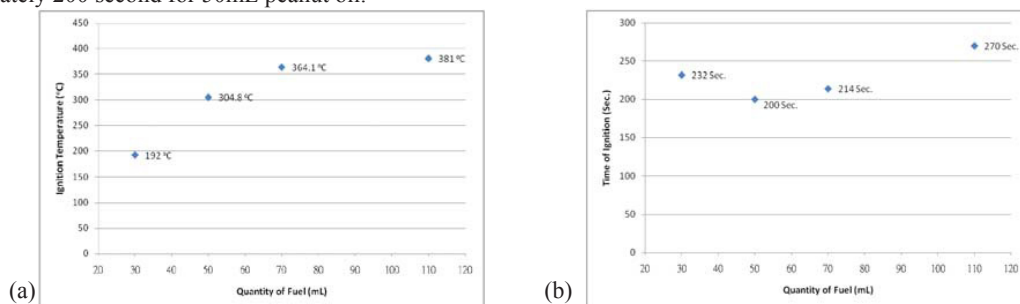 ately 200 second for 50mL peanut oil.
450
400
350
300
250
200
150
100
50
0
Ignition Temperature (°C)
192 °C
304.8 °C
364.1 °C
381 °C
20 30 40 50 60 70 80 90 100 110 120
Quantity of Fuel (mL)
(a)
300
250
200
150
100
50
0
Time of Ignition (Sec.)
232 Sec.
200 Sec.
214 Sec.
270 Sec.
20 30 40 50 60 70 80 90 100 110 120
Quantity of Fuel (mL)
(b)